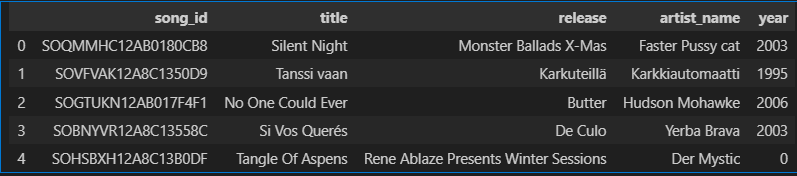 song_id title release artist_name year
0 SOQMMHC12AB0180CB8 Silent Night Monster Ballads X-Mas Faster Pussy cat 2003
1 SOVFVAK12A8C1350D9 Tanssi vaan Karkuteillä Karkkiautomaatti 1995
2 SOGTUKN12AB017F4F1 No One Could Ever Butter Hudson Mohawke 2006
3 SOBNYVR12A8C13558C Si Vos Querés De Culo Yerba Brava 2003
4 SOHSBXH12A8C13B0DF Tangle Of Aspens Rene Ablaze Presents Winter Sessions Der Mystic 0